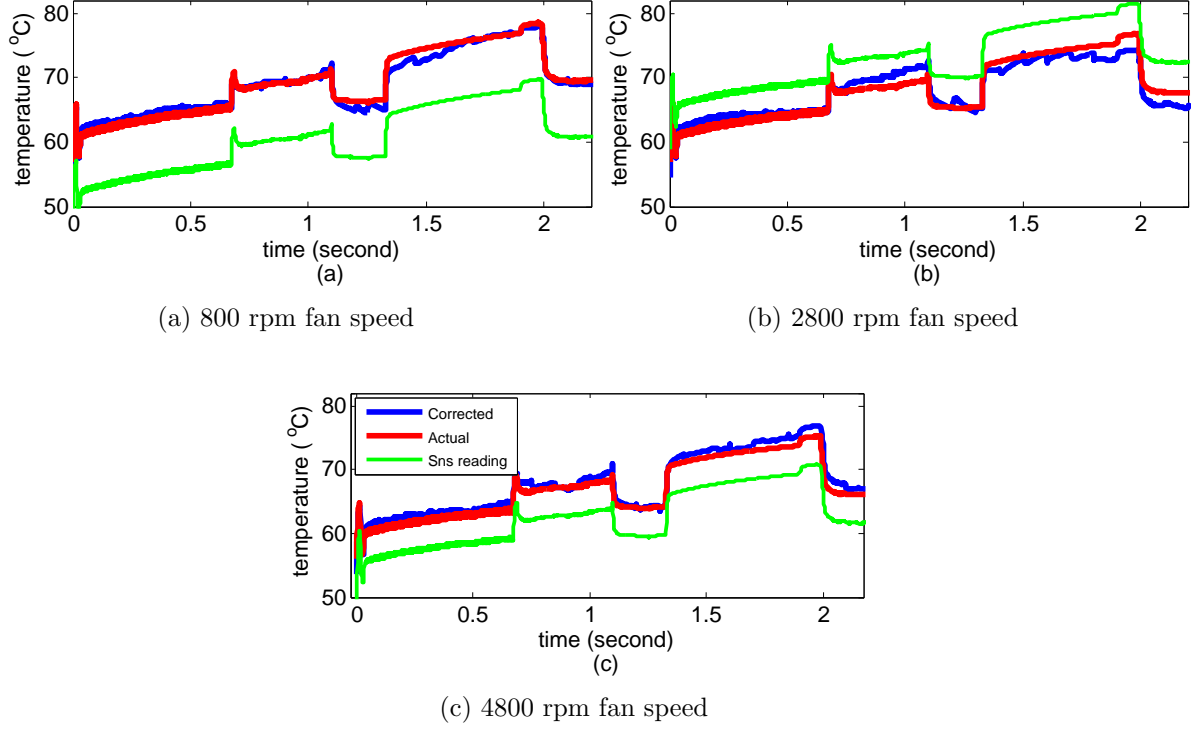 80
70
60
50
temperature ( °C)
0
0.5
1
1.5
2
time (second)
(a)
(a) 800 rpm fan speed
80
70
60
50
temperature ( °C)
0
0.5
1
1.5
2
time (second)
(b)
(b) 2800 rpm fan speed
80
70
60
50
temperature ( °C)
Corrected
Actual
Sns reading
0
0.5
1
1.5
2
time (second)
(c)
(c) 4800 rpm fan speed